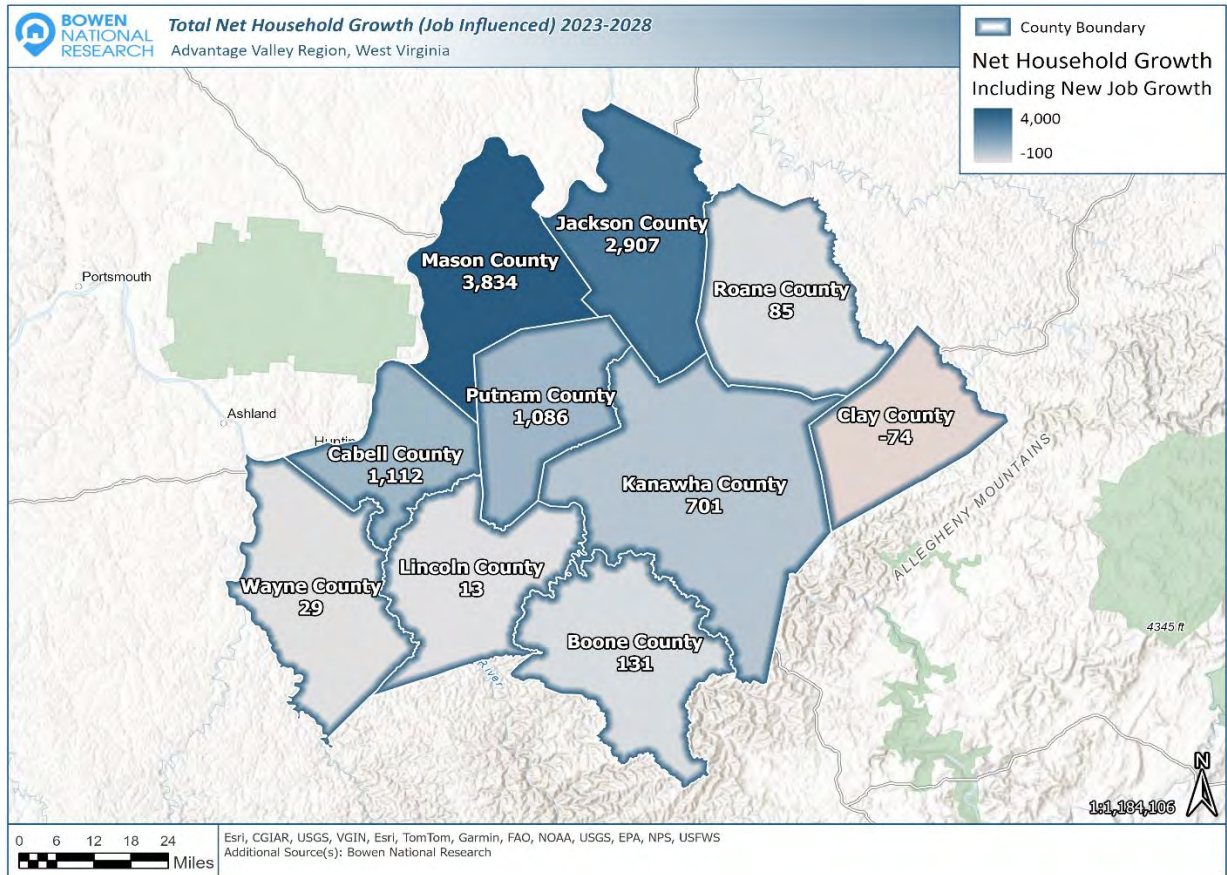 BOWEN
NATIONAL
RESEARCH
Total Net Household Growth (Job Influenced) 2023-2028
Advantage Valley Region, West Virginia
County Boundary
Net Household Growth
Including New Job Growth
4,000
-100
Jackson County
2,907
Mason County
3,834
Roane County
85
Portsmouth
Putnam County
1,086
Ashland
Clay County
-74
Huntin
Cabell County
1,112
Kanawha County
701
ALLEGHENY MOUNTAINS
Lincoln County
13
Wayne County
29
Boone County
131
4345 ft
River
N
1:1,184,106
0 6 12 18 24
Miles
Esri, CGIAR, USGS, VGIN, Esri, TomTom, Garmin, FAO, NOAA, USGS, EPA, NPS, USFWS
Additional Source(s): Bowen National Research